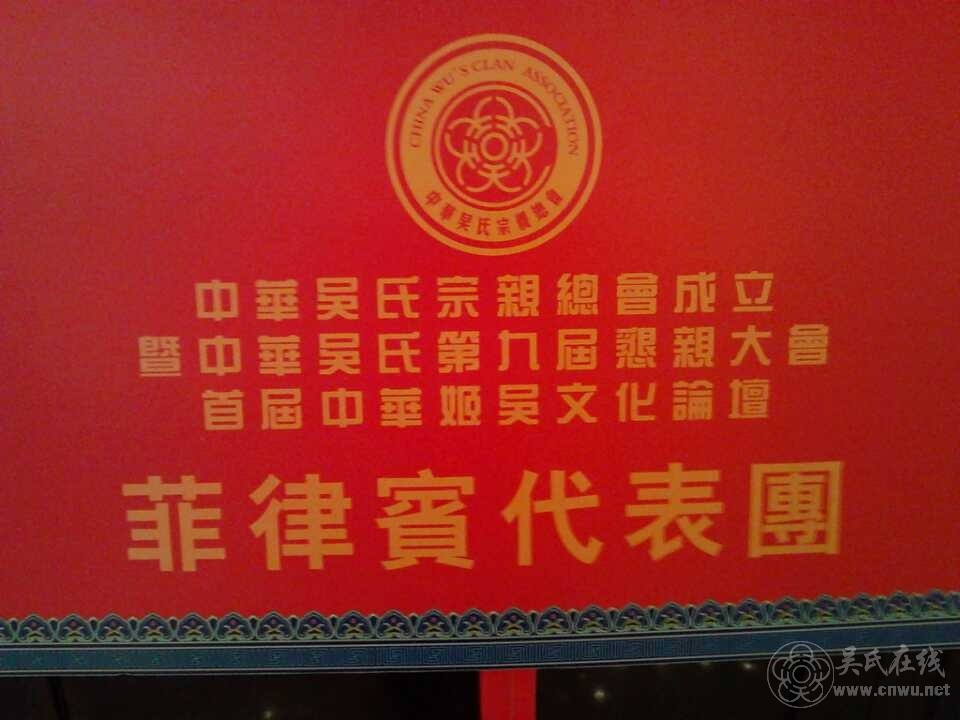 CHINA WU'S CLAN ASSOCIATION
中華吴氏宗親總會
中華吴氏宗親總會成立
暨中華吴氏第九届懇親大會
首届中華姬吴文化論壇
菲律賓代表團
吴氏在线
www.cnwu.net